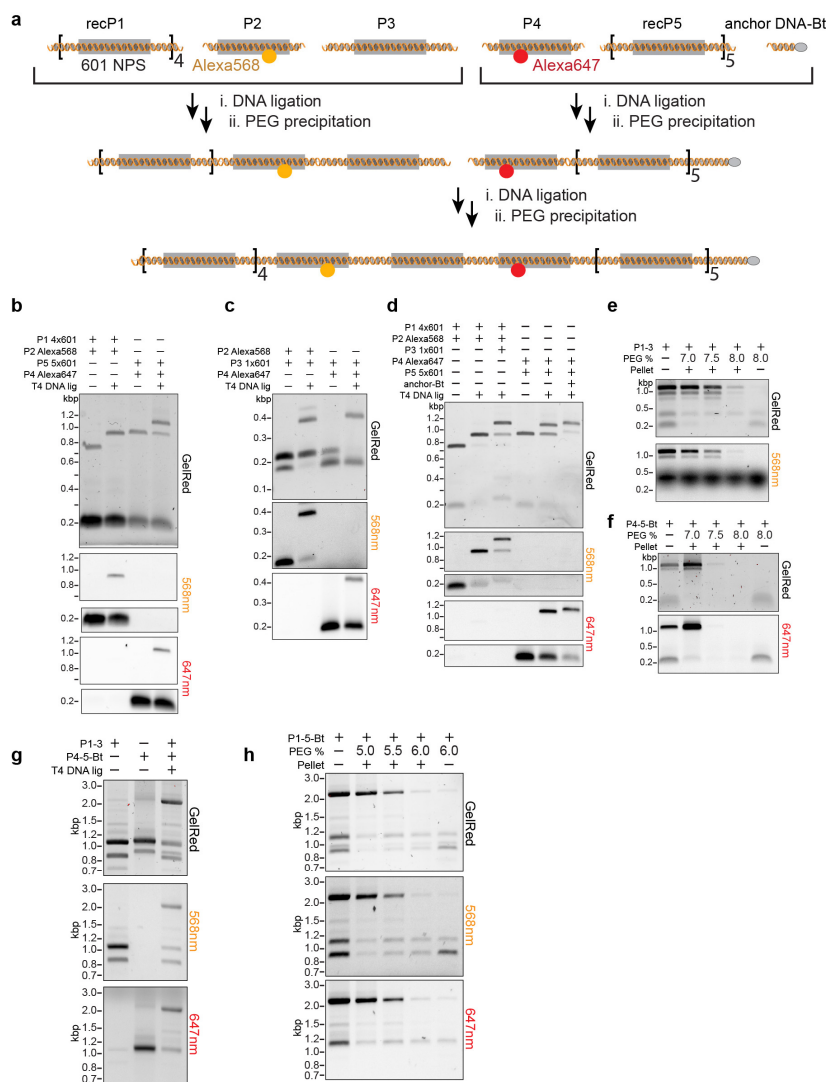 a
recP1 P2 P3 P4 recP5 anchor DNA-Bt
601 NPS 4 Alexa568 Alexa647 5
i. DNA ligation i. DNA ligation
ii. PEG precipitation ii. PEG precipitation
5
i. DNA ligation
ii. PEG precipitation
4 5
b
P1 4x601 + + − −
P2 Alexa568 + + − −
P5 5x601 − − + +
P4 Alexa647 − − + +
T4 DNA lig − + − +
kbp
1.2
1.0
0.8
0.6
0.4
0.2
GelRed
1.2
1.0
0.8
0.2
568nm
1.2
1.0
0.8
0.2
647nm
c
P2 Alexa568 + + − −
P3 1x601 + + + +
P4 Alexa647 − − + +
T4 DNA lig − + − +
kbp
0.4
0.2
0.1
GelRed
0.4
0.2
568nm
0.4
0.2
647nm
d
P1 4x601 + + + − − −
P2 Alexa568 + + + − − −
P3 1x601 − − + − − −
P4 Alexa647 − − − + + +
P5 5x601 − − − + + +
anchor-Bt − − − − − +
T4 DNA lig − + + − + +
kbp
1.2
1.0
0.8
0.6
0.4
0.2
GelRed
1.2
1.0
0.8
0.2
568nm
1.2
1.0
0.8
0.2
647nm
e
P1-3 + + + + +
PEG % − 7.0 7.5 8.0 8.0
Pellet − + + + −
kbp
1.0
0.5
0.2
GelRed
1.0
0.5
0.2
568nm
f
P4-5-Bt + + + + +
PEG % − 7.0 7.5 8.0 8.0
Pellet − + + + −
kbp
1.0
0.5
0.2
GelRed
1.0
0.5
0.2
647nm
g
P1-3 + − +
P4-5-Bt − + +
T4 DNA lig − − +
kbp
3.0
2.0
1.5
1.2
1.0
0.8
0.7
GelRed
kbp
3.0
2.0
1.5
1.2
1.0
0.8
0.7
568nm
kbp
3.0
2.0
1.5
1.2
1.0
0.8
647nm
h
P1-5-Bt + + + + +
PEG % − 5.0 5.5 6.0 6.0
Pellet − + + + −
kbp
3.0
2.0
1.5
1.2
1.0
0.8
0.7
GelRed
kbp
3.0
2.0
1.5
1.2
1.0
0.8
0.7
568nm
kbp
3.0
2.0
1.5
1.2
1.0
0.8
0.7
647nm